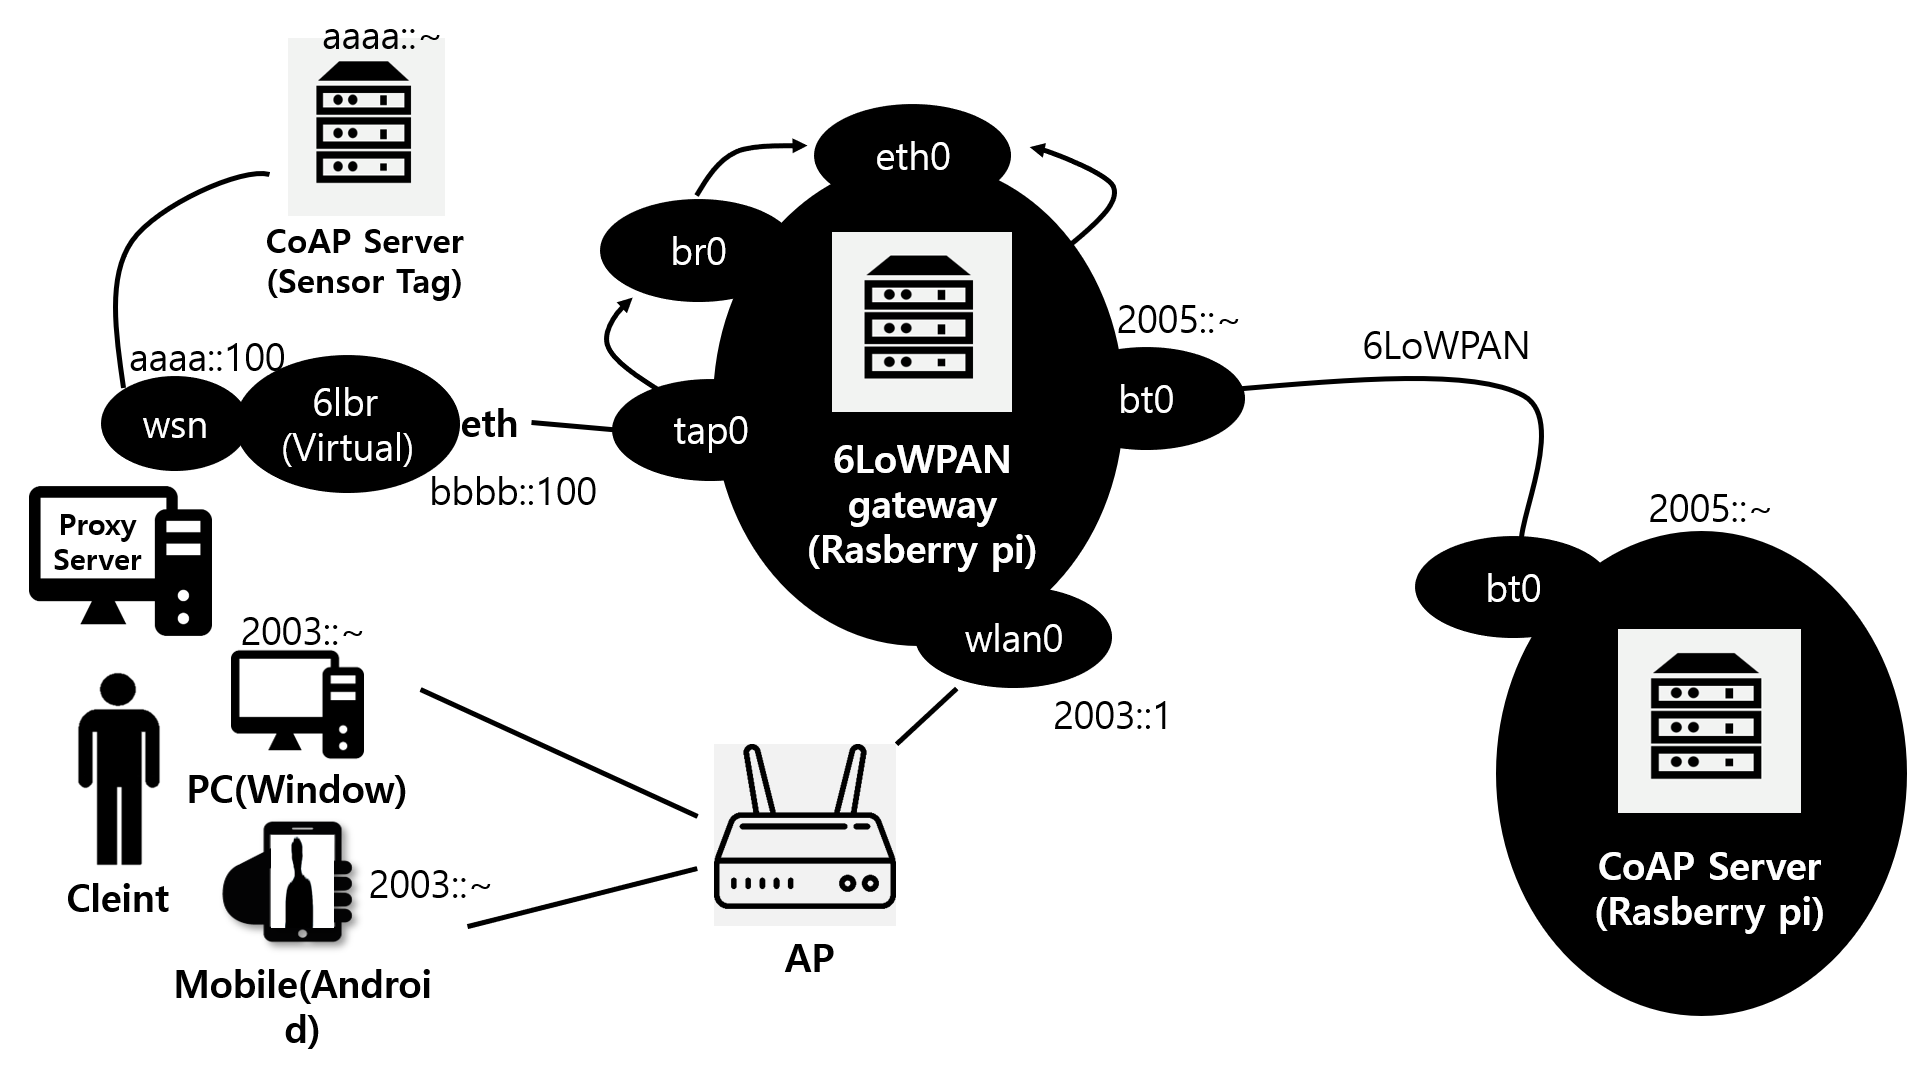 aaaa::~
CoAP Server
(Sensor Tag)
eth0
br0
aaaa::100
wsn
6lbr
(Virtual)
eth
bbbb::100
tap0
6LoWPAN
gateway
(Rasberry pi)
2005::~
bt0
6LoWPAN
wlan0
2003::1
2005::~
bt0
CoAP Server
(Rasberry pi)
Proxy
Server
2003::~
PC(Window)
Cleint
2003::~
Mobile(Androi
d)
AP